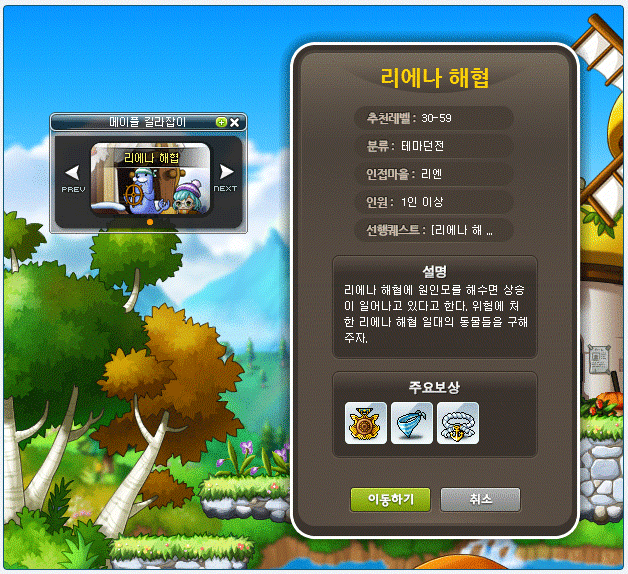 리에나 해협
추천레벨 : 30-59
분류 : 테마던전
인접마을 : 리엔
인원 : 1인 이상
선행퀘스트 : [리에나 해 ...
설명
리에나 해협에 원인모를 해수면 상승
이 일어나고 있다고 한다. 위험에 처
한 리에나 해협 일대의 동물들을 구해
주자.
주요보상
이동하기
취소
메이플 길라잡이
리에나 해협
PREV
NEXT